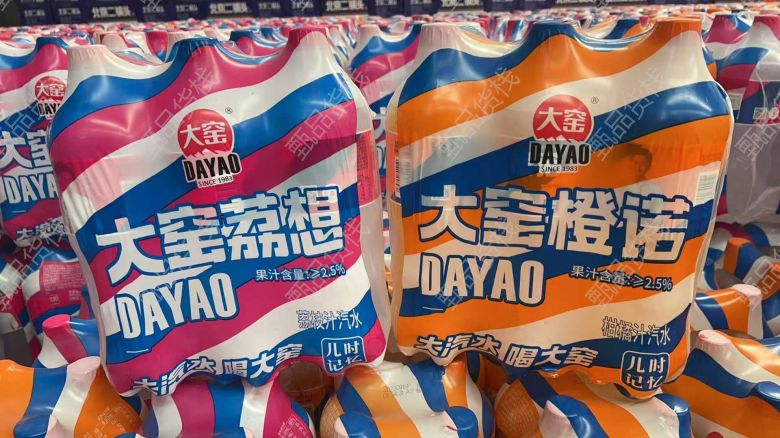 大窑
DAYAO
SINCE 1983
大窑荔想
DAYAO
果汁含量:≥2.5%
荔枝汁汽水
大汽水 喝大窑
儿时
记忆
大窑
DAYAO
SINCE 1983
大窑橙诺
DAYAO
果汁含量:≥2.5%
柑橘汁汽水
大汽水 喝大窑
儿时
记忆
大窑
DAYAO